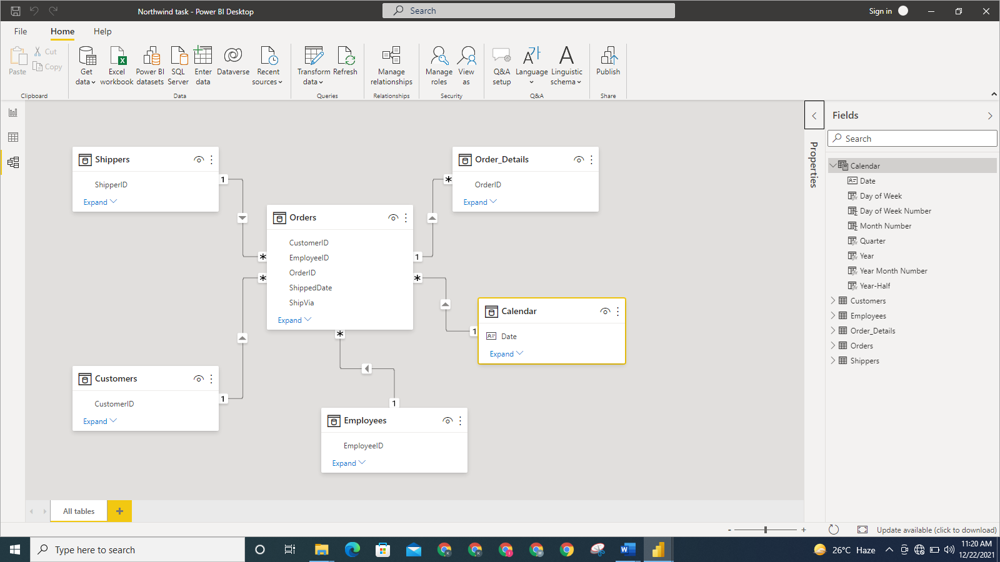 Northwind task - Power BI Desktop
Search
Sign in
File
Home
Help
Paste
Cut
Copy
Get data
Excel workbook
Power BI datasets
SQL Server
Enter data
Dataverse
Recent sources
Transform data
Refresh
Manage relationships
Manage roles
View as
Q&A setup
Language
Linguistic schema
Publish
Clipboard
Data
Queries
Relationships
Security
Q&A
Share
Shippers
ShipperID
Expand
1
*
Orders
CustomerID
EmployeeID
OrderID
ShippedDate
ShipVia
Expand
Order_Details
OrderID
Expand
*
1
*
*
1
Calendar
Date
Expand
Customers
CustomerID
Expand
1
*
1
Employees
EmployeeID
Expand
Properties
Fields
Search
Calendar
Date
Day of Week
Day of Week Number
Month Number
Quarter
Year
Year Month Number
Year-Half
Customers
Employees
Order_Details
Orders
Shippers
All tables
+
- +
Update available (click to download)
Type here to search
26°C Haze
11:20 AM
12/22/2021